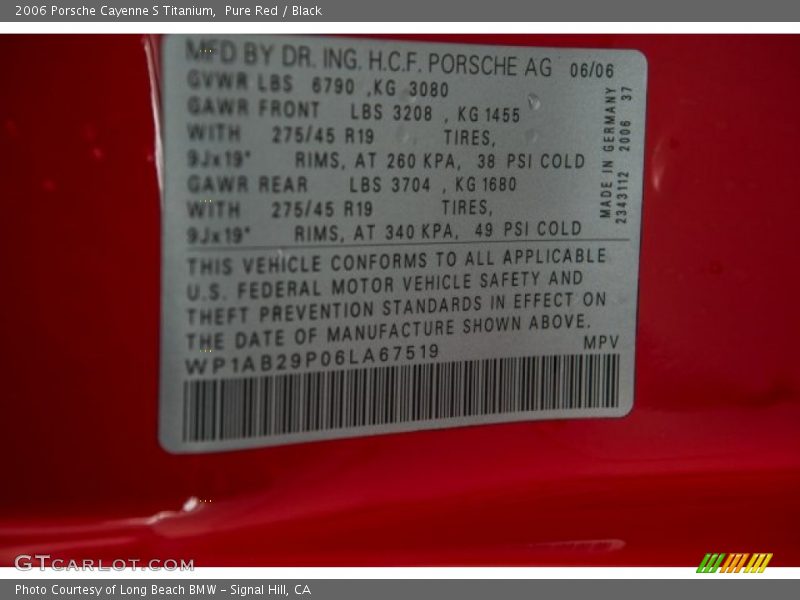 2006 Porsche Cayenne S Titanium,  Pure Red / Black
MFD BY DR. ING. H.C.F. PORSCHE AG 06/06
GVWR LBS 6790 ,KG 3080
GAWR FRONT LBS 3208 , KG 1455
WITH 275/45 R19 TIRES,
9Jx19" RIMS, AT 260 KPA, 38 PSI COLD
GAWR REAR LBS 3704 , KG 1680
WITH 275/45 R19 TIRES,
9Jx19" RIMS, AT 340 KPA, 49 PSI COLD
MADE IN GERMANY
2343112 2006 37
THIS VEHICLE CONFORMS TO ALL APPLICABLE
U.S. FEDERAL MOTOR VEHICLE SAFETY AND
THEFT PREVENTION STANDARDS IN EFFECT ON
THE DATE OF MANUFACTURE SHOWN ABOVE.
WP1AB29P06LA67519 MPV
GTCARLOT.COM
Photo Courtesy of Long Beach BMW - Signal Hill, CA